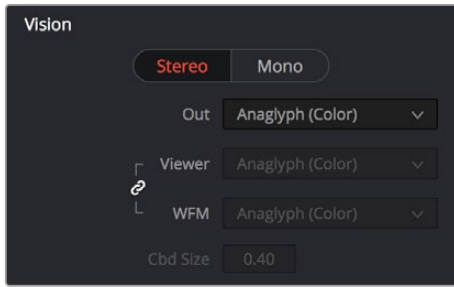 Vision
Stereo Mono
Out Anaglyph (Color)
Viewer Anaglyph (Color)
WFM Anaglyph (Color)
Cbd Size 0.40